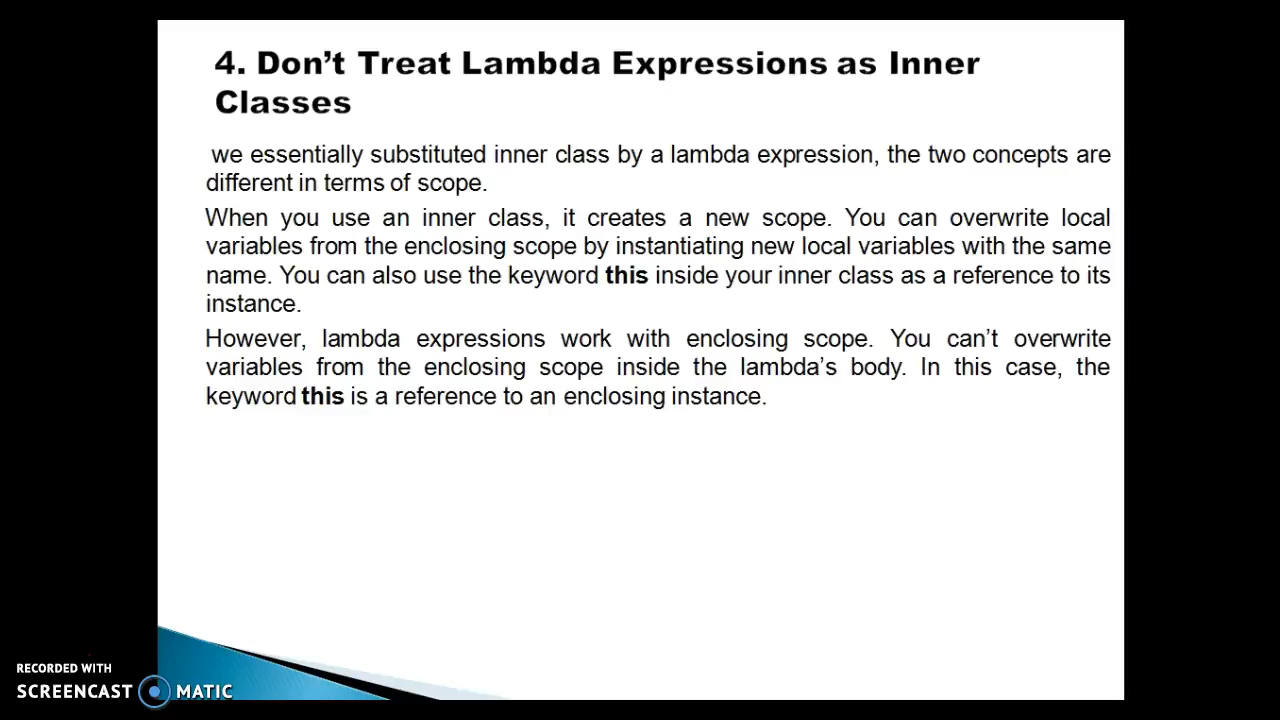 4. Don’t Treat Lambda Expressions as Inner
Classes
we essentially substituted inner class by a lambda expression, the two concepts are
different in terms of scope.
When you use an inner class, it creates a new scope. You can overwrite local
variables from the enclosing scope by instantiating new local variables with the same
name. You can also use the keyword this inside your inner class as a reference to its
instance.
However, lambda expressions work with enclosing scope. You can’t overwrite
variables from the enclosing scope inside the lambda’s body. In this case, the
keyword this is a reference to an enclosing instance.
RECORDED WITH
SCREENCAST MATIC